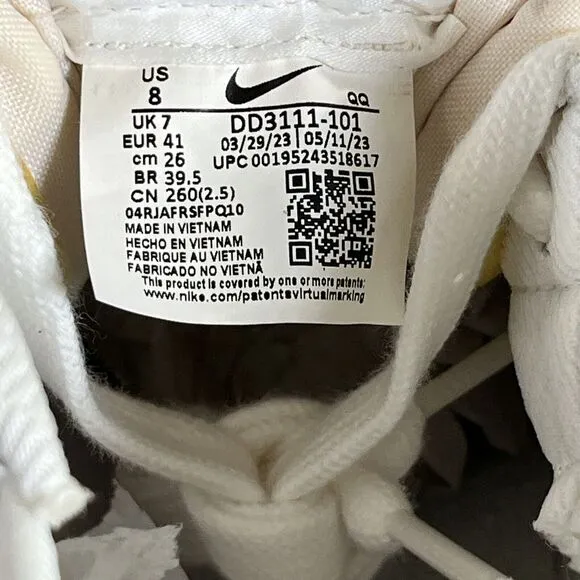 US
8
QQ
UK 7
DD3111-101
EUR 41
03/29/23 | 05/11/23
cm 26
UPC 00195243518617
BR 39.5
CN 260(2.5)
04RJAFRSFPQ10
MADE IN VIETNAM
HECHO EN VIETNAM
FABRIQUE AU VIETNAM
FABRICADO NO VIETNÃ
This product is covered by one or more patents:
www.nike.com/patentsvirtualmarking